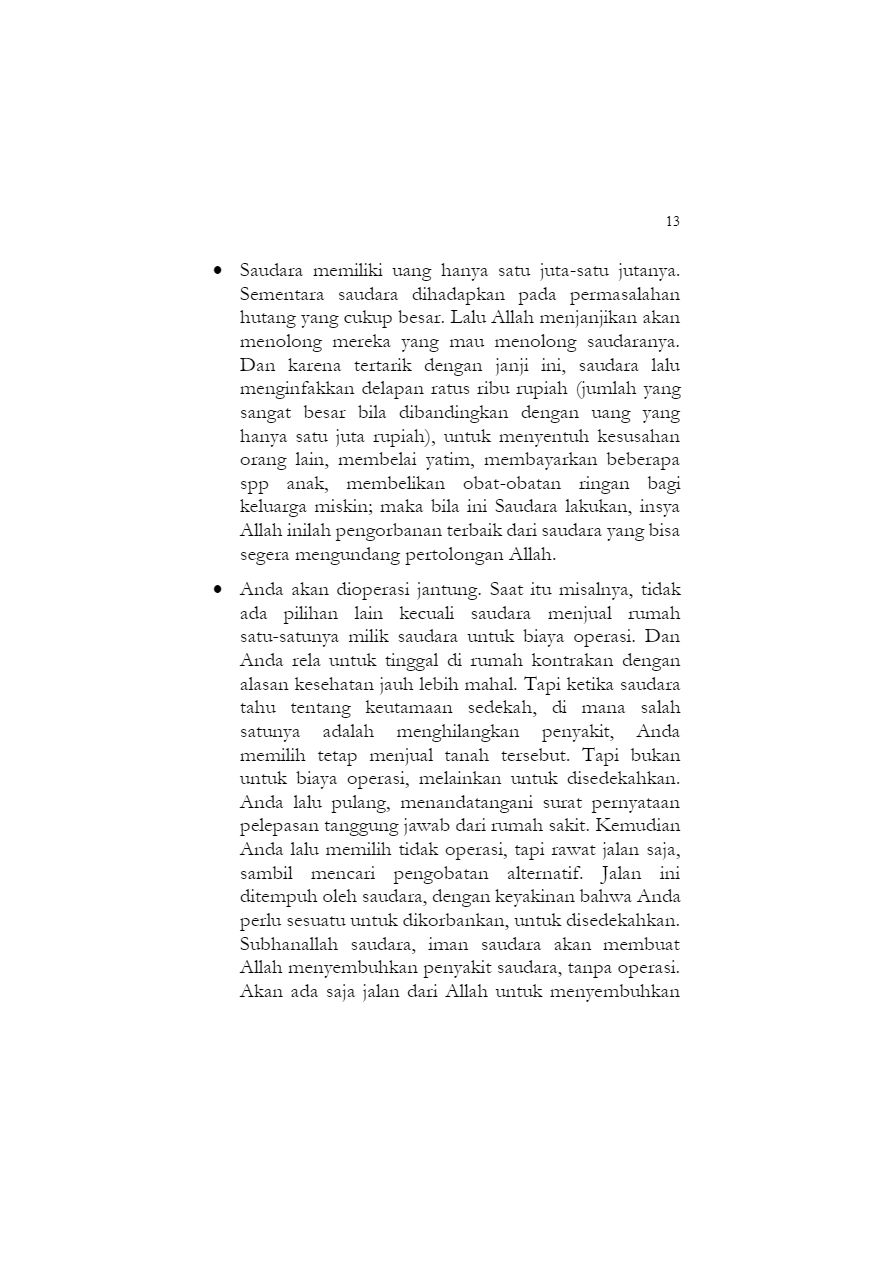 13
• Saudara memiliki uang hanya satu juta-satu jutanya.
Sementara saudara dihadapkan pada permasalahan
hutang yang cukup besar. Lalu Allah menjanjikan akan
menolong mereka yang mau menolong saudaranya.
Dan karena tertarik dengan janji ini, saudara lalu
menginfakkan delapan ratus ribu rupiah (jumlah yang
sangat besar bila dibandingkan dengan uang yang
hanya satu juta rupiah), untuk menyentuh kesusahan
orang lain, membelai yatim, membayarkan beberapa
spp anak, membelikan obat-obatan ringan bagi
keluarga miskin; maka bila ini Saudara lakukan, insya
Allah inilah pengorbanan terbaik dari saudara yang bisa
segera mengundang pertolongan Allah.
• Anda akan dioperasi jantung. Saat itu misalnya, tidak
ada pilihan lain kecuali saudara menjual rumah
satu-satunya milik saudara untuk biaya operasi. Dan
Anda rela untuk tinggal di rumah kontrakan dengan
alasan kesehatan jauh lebih mahal. Tapi ketika saudara
tahu tentang keutamaan sedekah, di mana salah
satunya adalah menghilangkan penyakit, Anda
memilih tetap menjual tanah tersebut. Tapi bukan
untuk biaya operasi, melainkan untuk disedekahkan.
Anda lalu pulang, menandatangani surat pernyataan
pelepasan tanggung jawab dari rumah sakit. Kemudian
Anda lalu memilih tidak operasi, tapi rawat jalan saja,
sambil mencari pengobatan alternatif. Jalan ini
ditempuh oleh saudara, dengan keyakinan bahwa Anda
perlu sesuatu untuk dikorbankan, untuk disedekahkan.
Subhanallah saudara, iman saudara akan membuat
Allah menyembuhkan penyakit saudara, tanpa operasi.
Akan ada saja jalan dari Allah untuk menyembuhkan